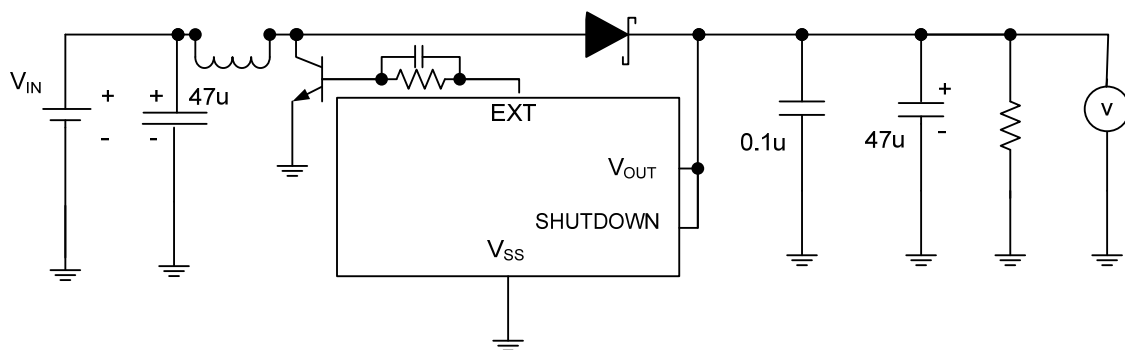 VIN
+
-
+
-
47u
EXT
VOUT
SHUTDOWN
VSS
0.1u
47u
+
-
V